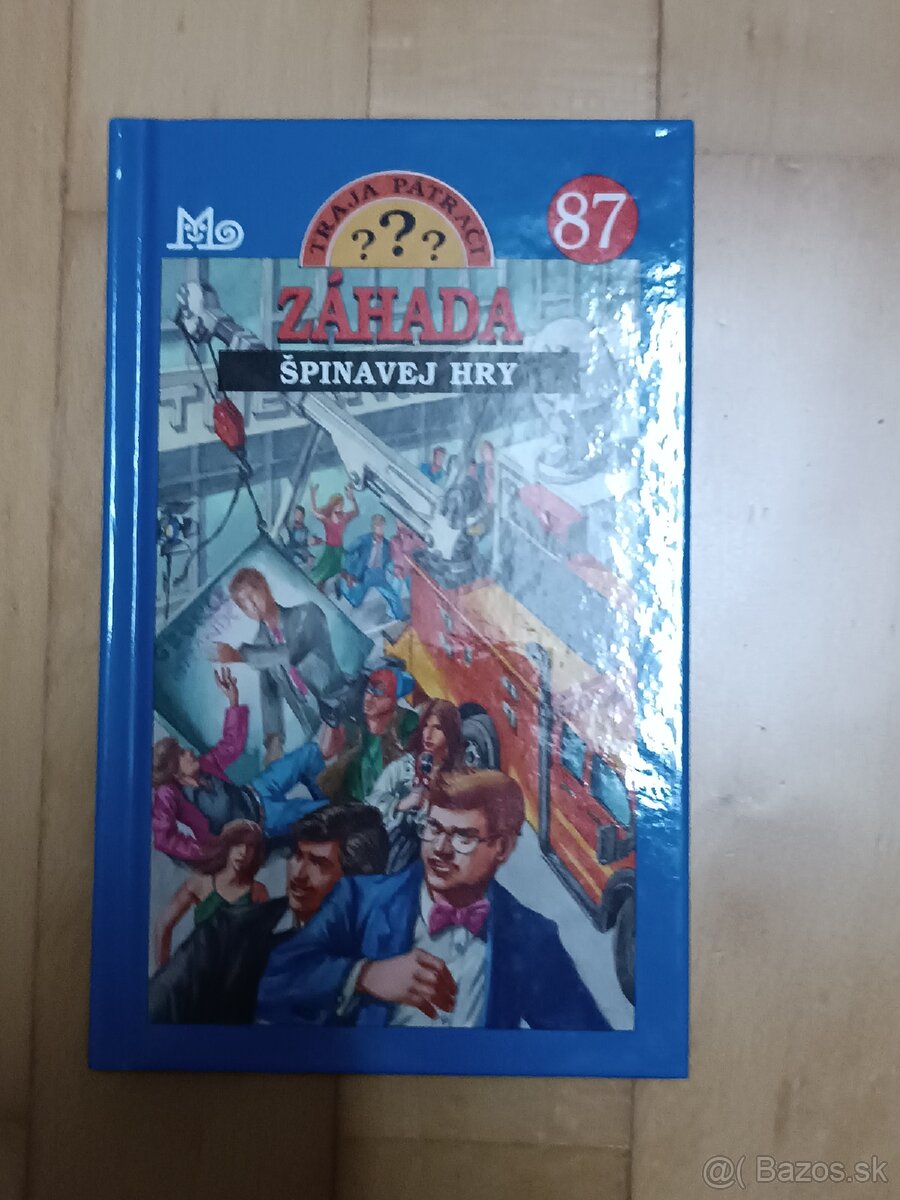 TRAJA PÁTRAČI
???
87
ZÁHADA
ŠPINAVEJ HRY
@( Bazos.sk